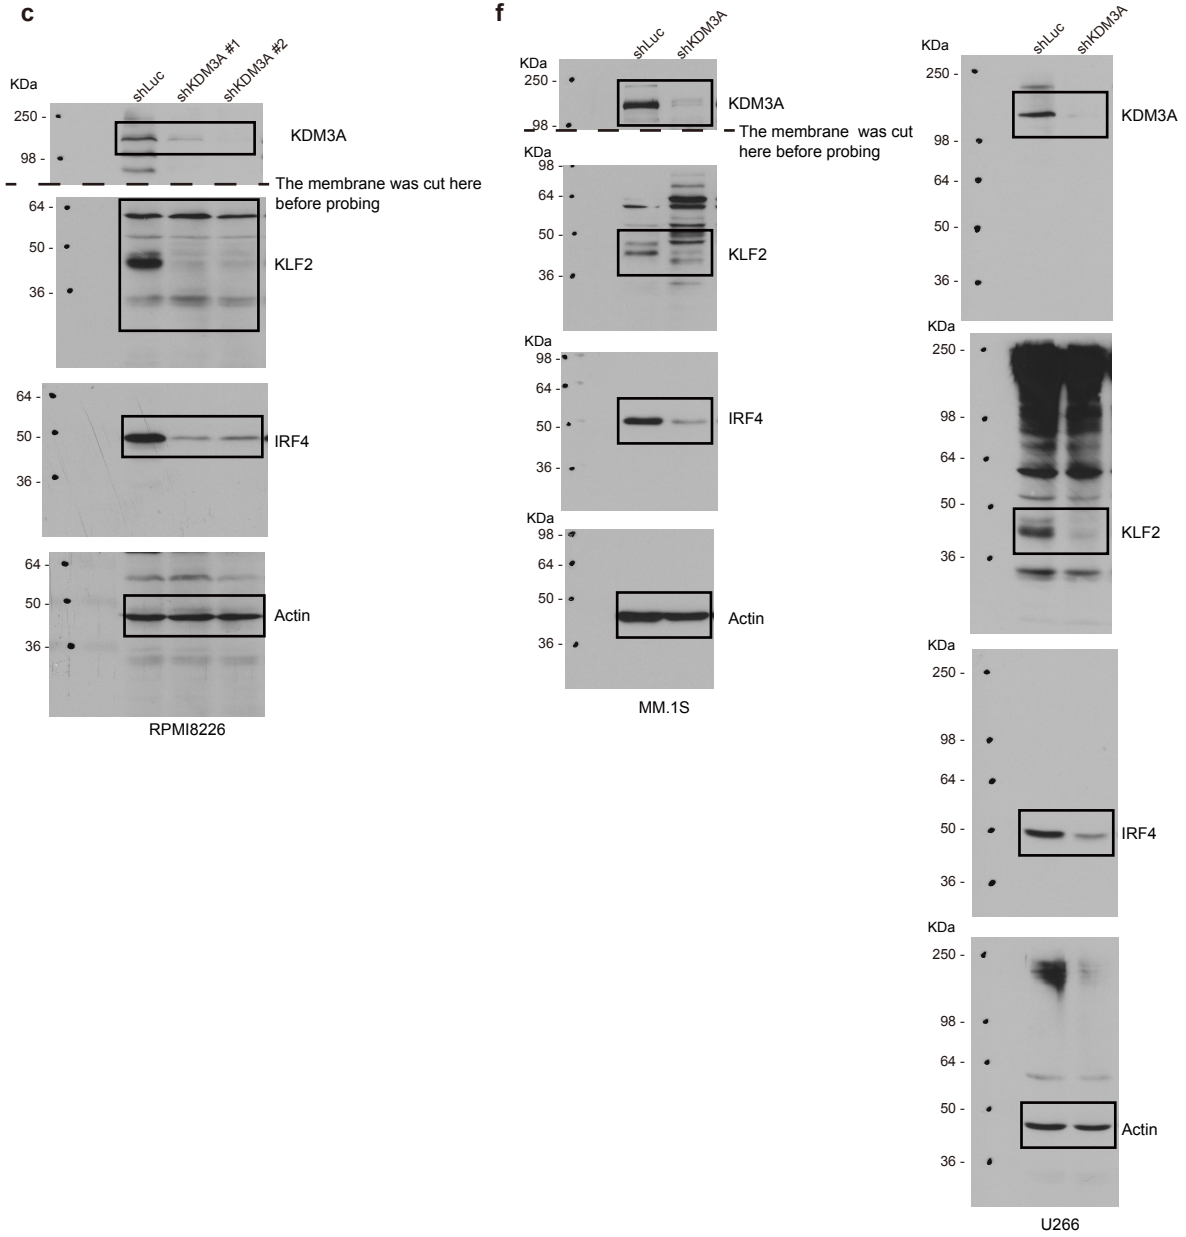 c
shLuc
shKDM3A #1
shKDM3A #2
KDa
250 -
98 -
KDM3A
The membrane was cut here
before probing
64 -
50 -
36 -
KLF2
64 -
50 -
36 -
IRF4
64 -
50 -
36 -
Actin
RPMI8226
f
shLuc
shKDM3A
KDa
250 -
98 -
KDM3A
The membrane was cut
here before probing
KDa
98 -
64 -
50 -
36 -
KLF2
KDa
98 -
64 -
50 -
36 -
IRF4
KDa
98 -
64 -
50 -
36 -
Actin
MM.1S
shLuc
shKDM3A
KDa
250 -
98 -
64 -
50 -
36 -
KDM3A
KDa
250 -
98 -
64 -
50 -
36 -
KLF2
KDa
250 -
98 -
64 -
50 -
36 -
IRF4
KDa
250 -
98 -
64 -
50 -
36 -
Actin
U266